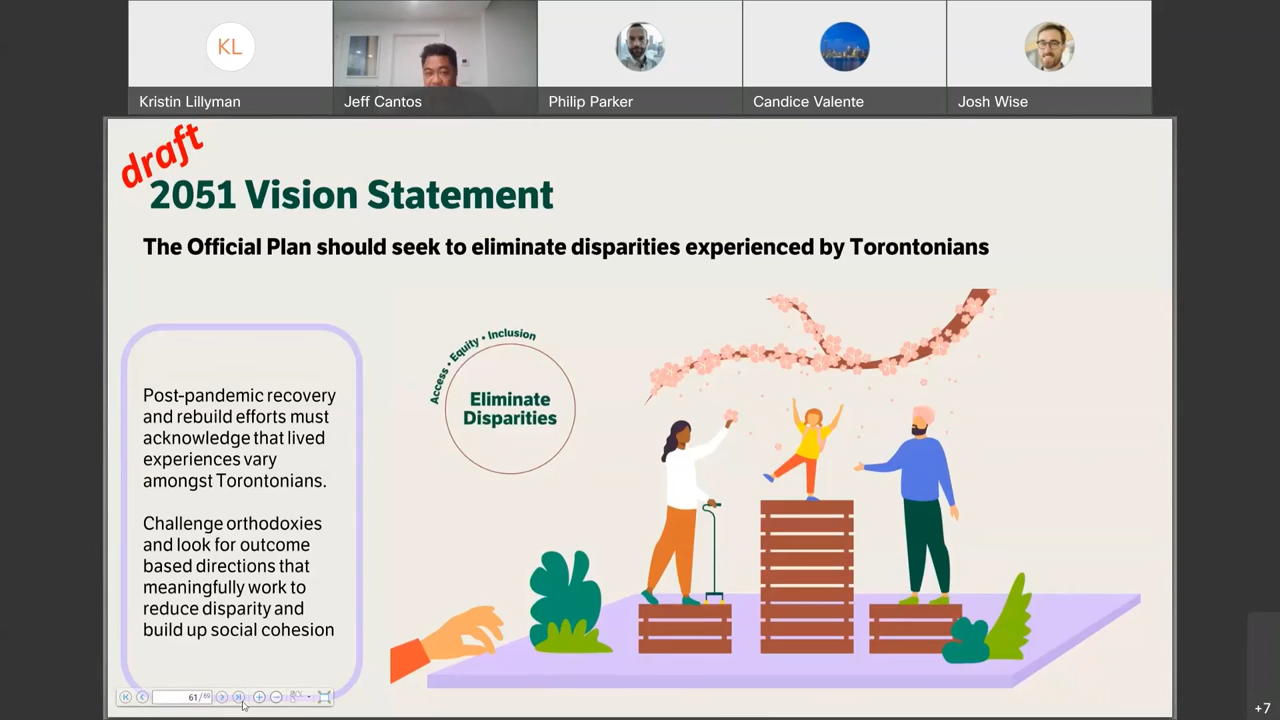 KL
Kristin Lillyman
Jeff Cantos
Philip Parker
Candice Valente
Josh Wise
draft
2051 Vision Statement
The Official Plan should seek to eliminate disparities experienced by Torontonians
Post-pandemic recovery
and rebuild efforts must
acknowledge that lived
experiences vary
amongst Torontonians.
Challenge orthodoxies
and look for outcome
based directions that
meaningfully work to
reduce disparity and
build up social cohesion
Access • Equity • Inclusion
Eliminate
Disparities
61/69
+7